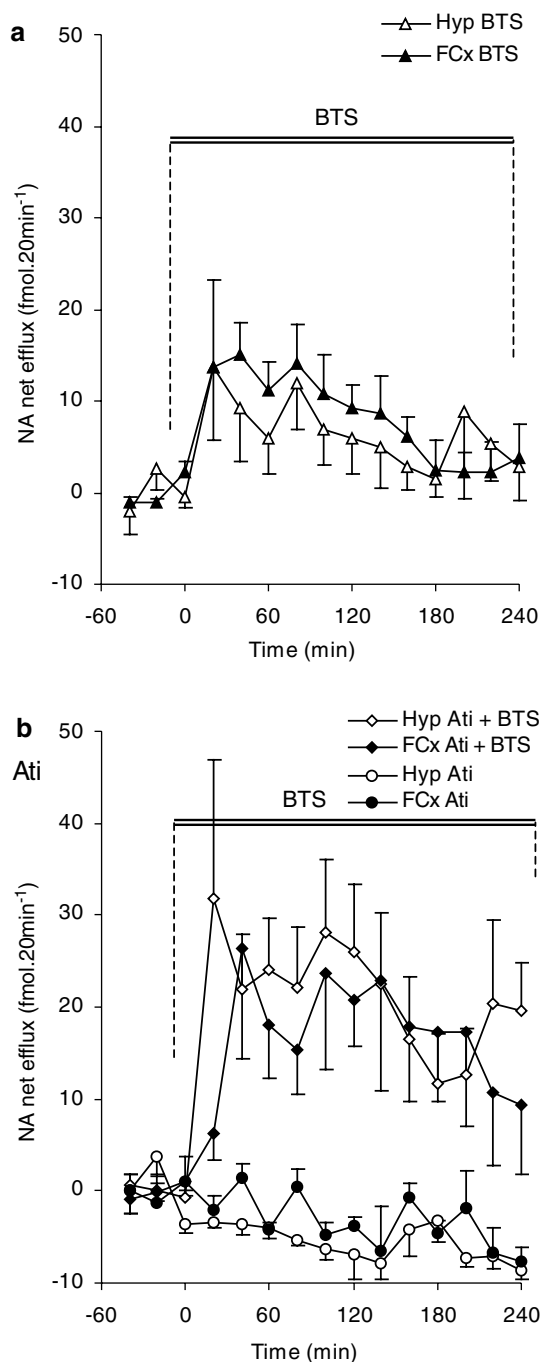 a
Hyp BTS
FCx BTS
BTS
NA net efflux (fmol.20min⁻¹)
50
40
30
20
10
0
-10
-60 0 60 120 180 240
Time (min)
b
Ati
Hyp Ati + BTS
FCx Ati + BTS
Hyp Ati
FCx Ati
BTS
NA net efflux (fmol.20min⁻¹)
50
40
30
20
10
0
-10
-60 0 60 120 180 240
Time (min)